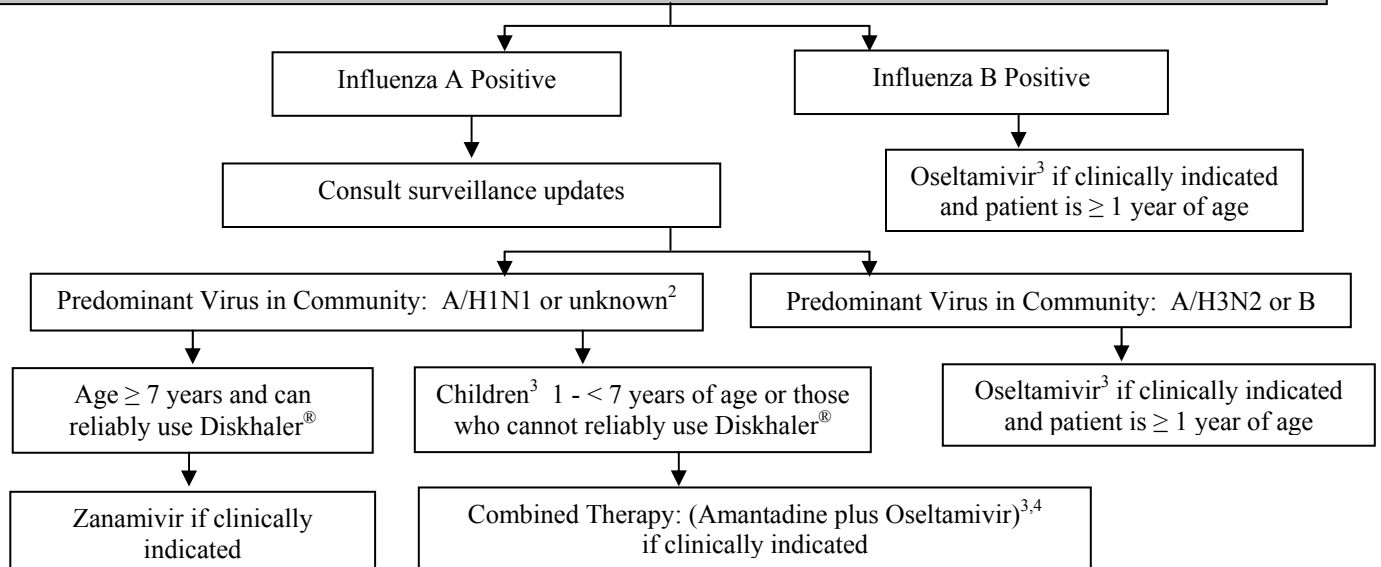 Influenza A Positive
Influenza B Positive
Consult surveillance updates
Oseltamivir³ if clinically indicated
and patient is ≥ 1 year of age
Predominant Virus in Community: A/H1N1 or unknown²
Predominant Virus in Community: A/H3N2 or B
Age ≥ 7 years and can
reliably use Diskhaler®
Children³ 1 - < 7 years of age or those
who cannot reliably use Diskhaler®
Oseltamivir³ if clinically indicated
and patient is ≥ 1 year of age
Zanamivir if clinically
indicated
Combined Therapy: (Amantadine plus Oseltamivir)³,⁴
if clinically indicated